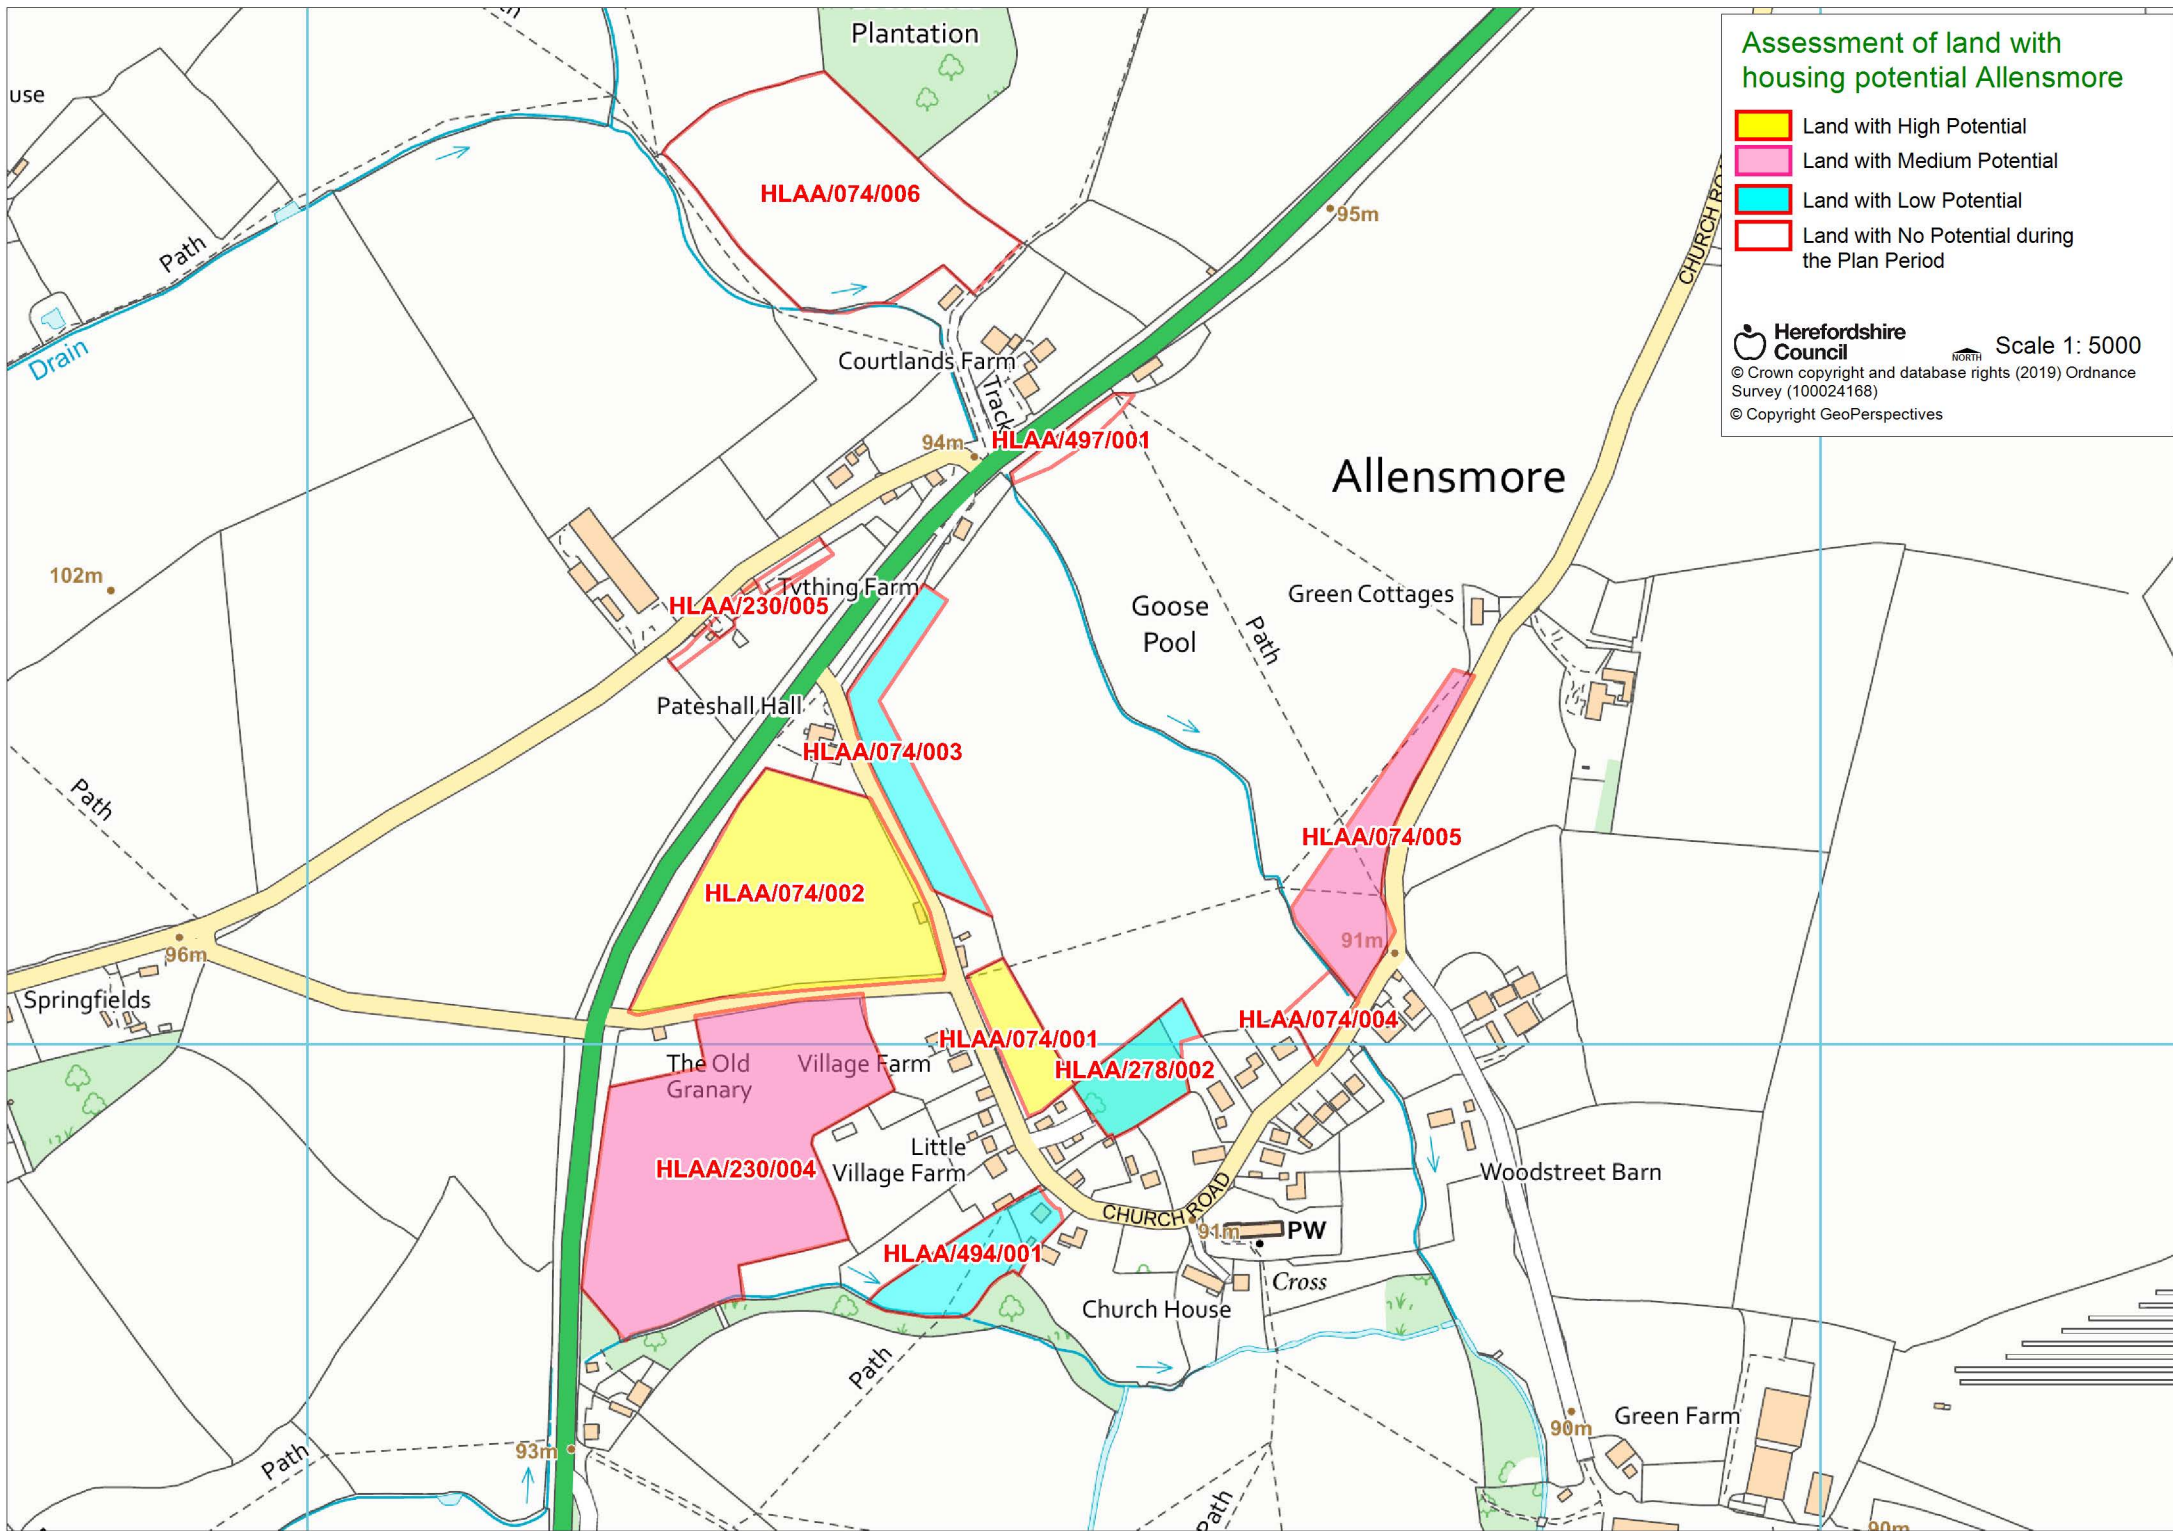 Plantation
use
Assessment of land with
housing potential Allensmore
Land with High Potential
Land with Medium Potential
Land with Low Potential
Land with No Potential during
the Plan Period
Herefordshire
Council
NORTH
Scale 1: 5000
© Crown copyright and database rights (2019) Ordnance
Survey (100024168)
© Copyright GeoPerspectives
HLAA/074/006
95m
Path
CHURCH RO
Drain
Courtlands Farm
Track
94m
HLAA/497/001
Allensmore
102m
Tything Farm
HLAA/230/005
Goose
Pool
Green Cottages
Path
Pateshall Hall
HLAA/074/003
Path
HLAA/074/005
HLAA/074/002
91m
96m
Springfields
HLAA/074/004
HLAA/074/001
The Old
Granary
Village Farm
HLAA/278/002
Little
Village Farm
HLAA/230/004
Woodstreet Barn
CHURCH ROAD
91m
PW
HLAA/494/001
Cross
Church House
Path
Green Farm
90m
93m
Path
Path
90m